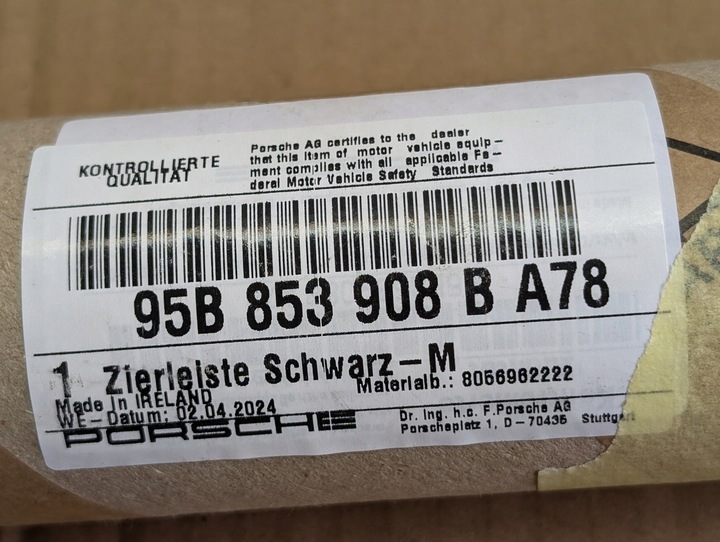 KONTROLLIERTE
QUALITÄT
Porsche AG certifies to the dealer
that this item of motor vehicle equip-
ment complies with all applicable Fe-
deral Motor Vehicle Safety Standards
95B 853 908 B A78
1 Zierleiste Schwarz-M
Materialb.: 8056962222
Made in IRELAND
WE-Datum: 02.04.2024
PORSCHE
Dr. Ing. h.c. F.Porsche AG
Porscheplatz 1, D-70435 Stuttgart